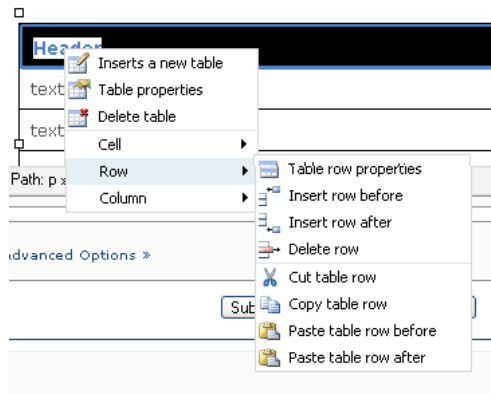 Header
Inserts a new table
text
Table properties
Delete table
text
Cell
Path: p
Row
Table row properties
Column
Insert row before
Insert row after
Advanced Options »
Delete row
Cut table row
Copy table row
Paste table row before
Paste table row after